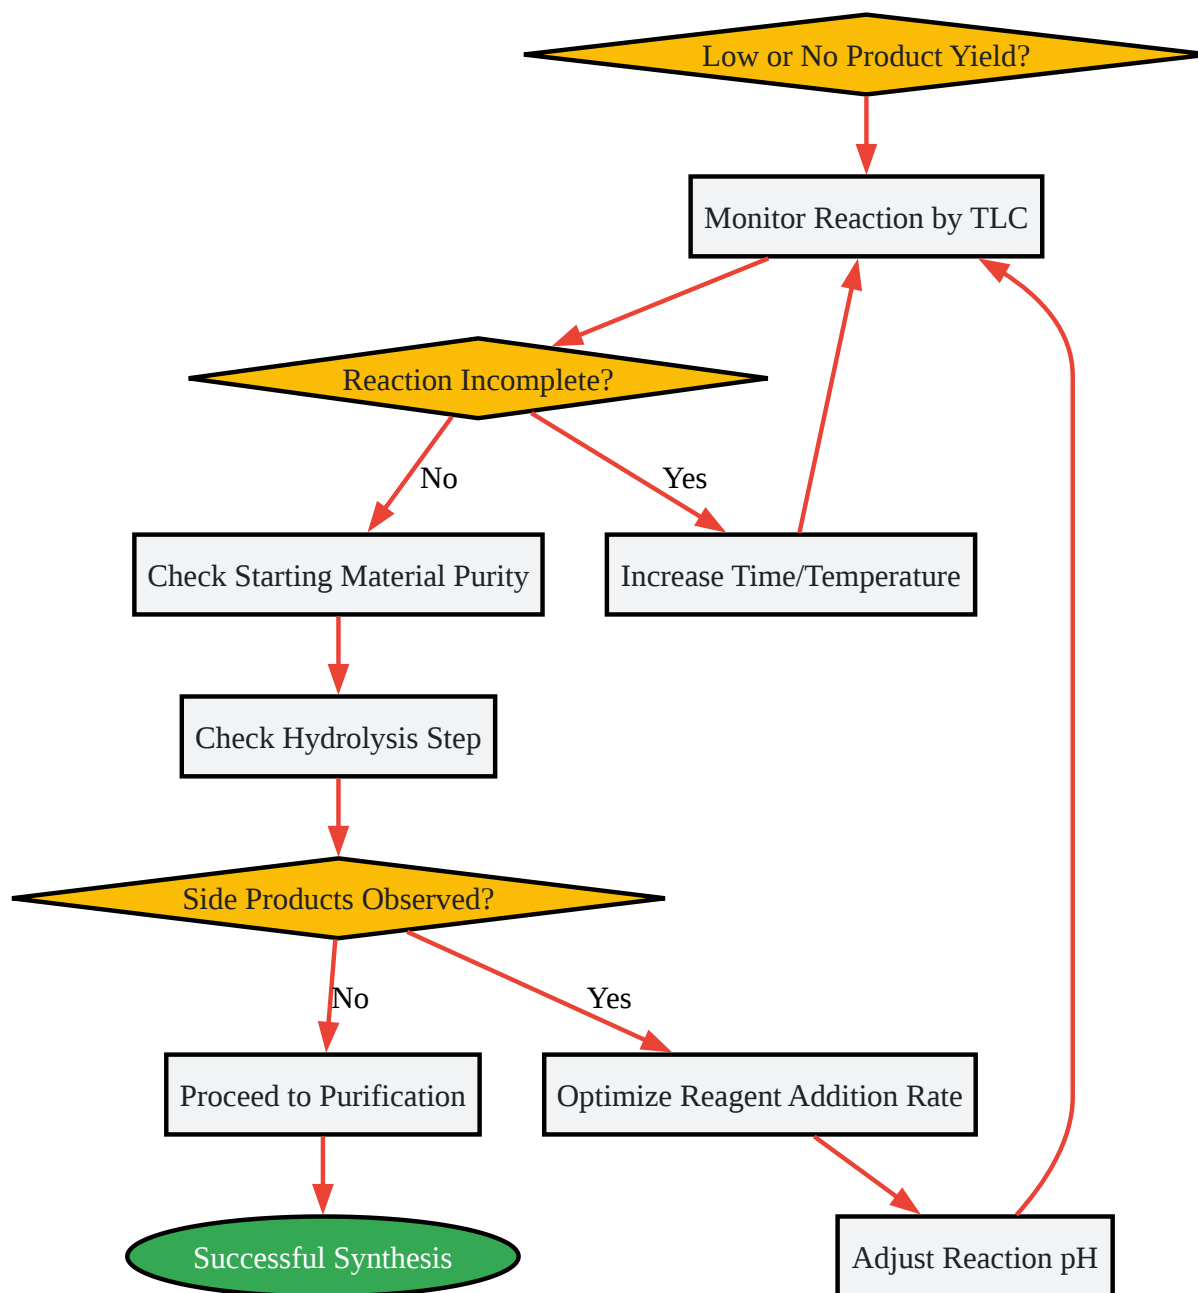 Low or No Product Yield?
Monitor Reaction by TLC
Reaction Incomplete?
No
Yes
Check Starting Material Purity
Increase Time/Temperature
Check Hydrolysis Step
Side Products Observed?
No
Yes
Proceed to Purification
Optimize Reagent Addition Rate
Successful Synthesis
Adjust Reaction pH